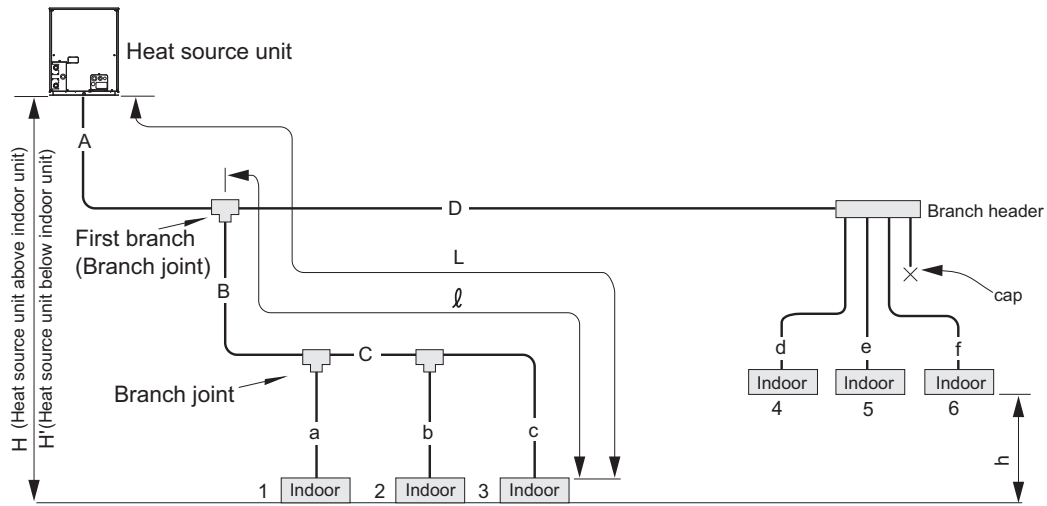 Heat source unit
A
H (Heat source unit above indoor unit)
H'(Heat source unit below indoor unit)
D
Branch header
First branch
(Branch joint)
L
B
ℓ
cap
C
d
e
f
Branch joint
Indoor
Indoor
Indoor
4
5
6
a
b
c
h
1
Indoor
2
Indoor
3
Indoor